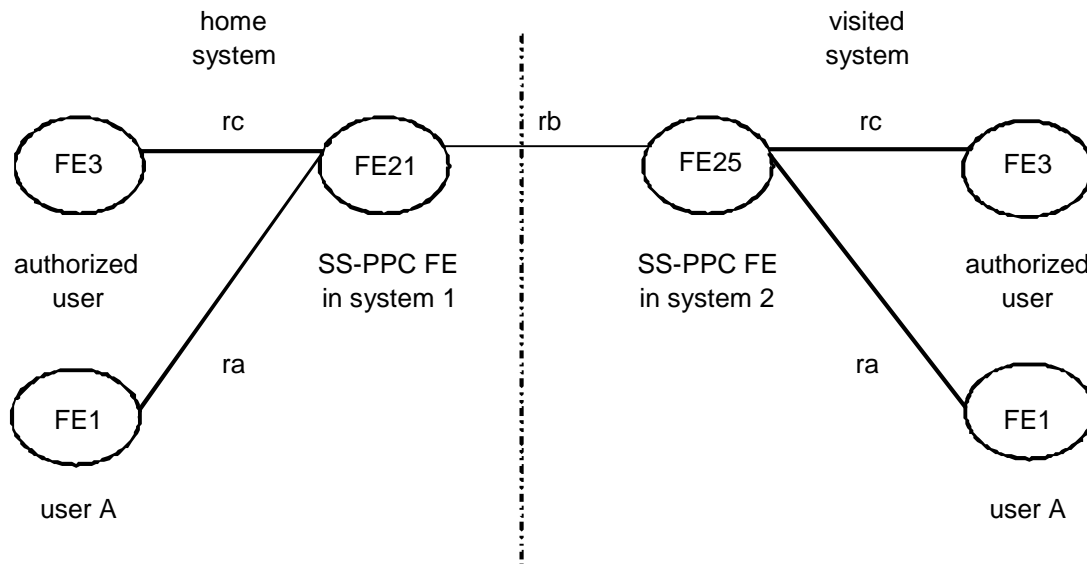 home
system
visited
system
rc
rb
rc
FE3
FE21
FE25
FE3
authorized
user
SS-PPC FE
in system 1
SS-PPC FE
in system 2
authorized
user
ra
ra
FE1
FE1
user A
user A